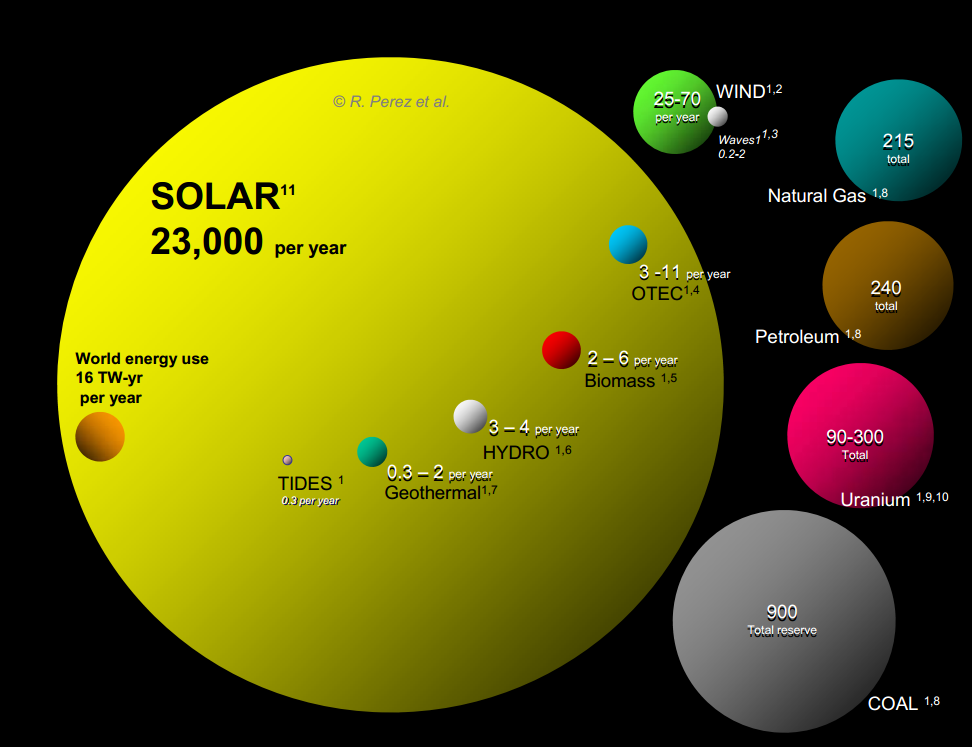 © R. Perez et al.
SOLAR¹¹
23,000 per year
World energy use
16 TW-yr
per year
TIDES ¹
0.3 per year
0.3 – 2 per year
Geothermal¹,⁷
3 – 4 per year
HYDRO ¹,⁶
2 – 6 per year
Biomass ¹,⁵
3 -11 per year
OTEC¹,⁴
25-70
per year
WIND¹,²
Waves1¹,³
0.2-2
215
total
Natural Gas ¹,⁸
240
total
Petroleum ¹,⁸
90-300
Total
Uranium ¹,⁹,¹⁰
900
Total reserve
COAL ¹,⁸